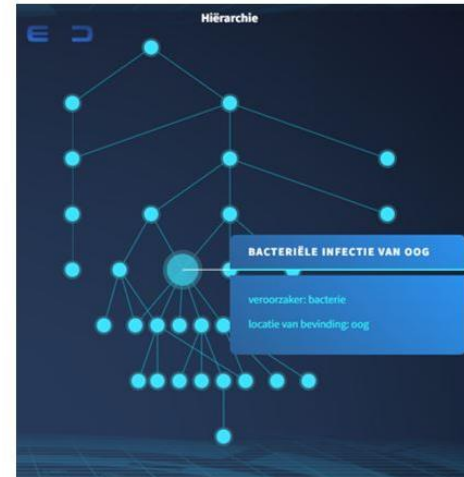 Hiërarchie
BACTERIËLE INFECTIE VAN OOG
veroorzaker: bacterie
locatie van bevinding: oog